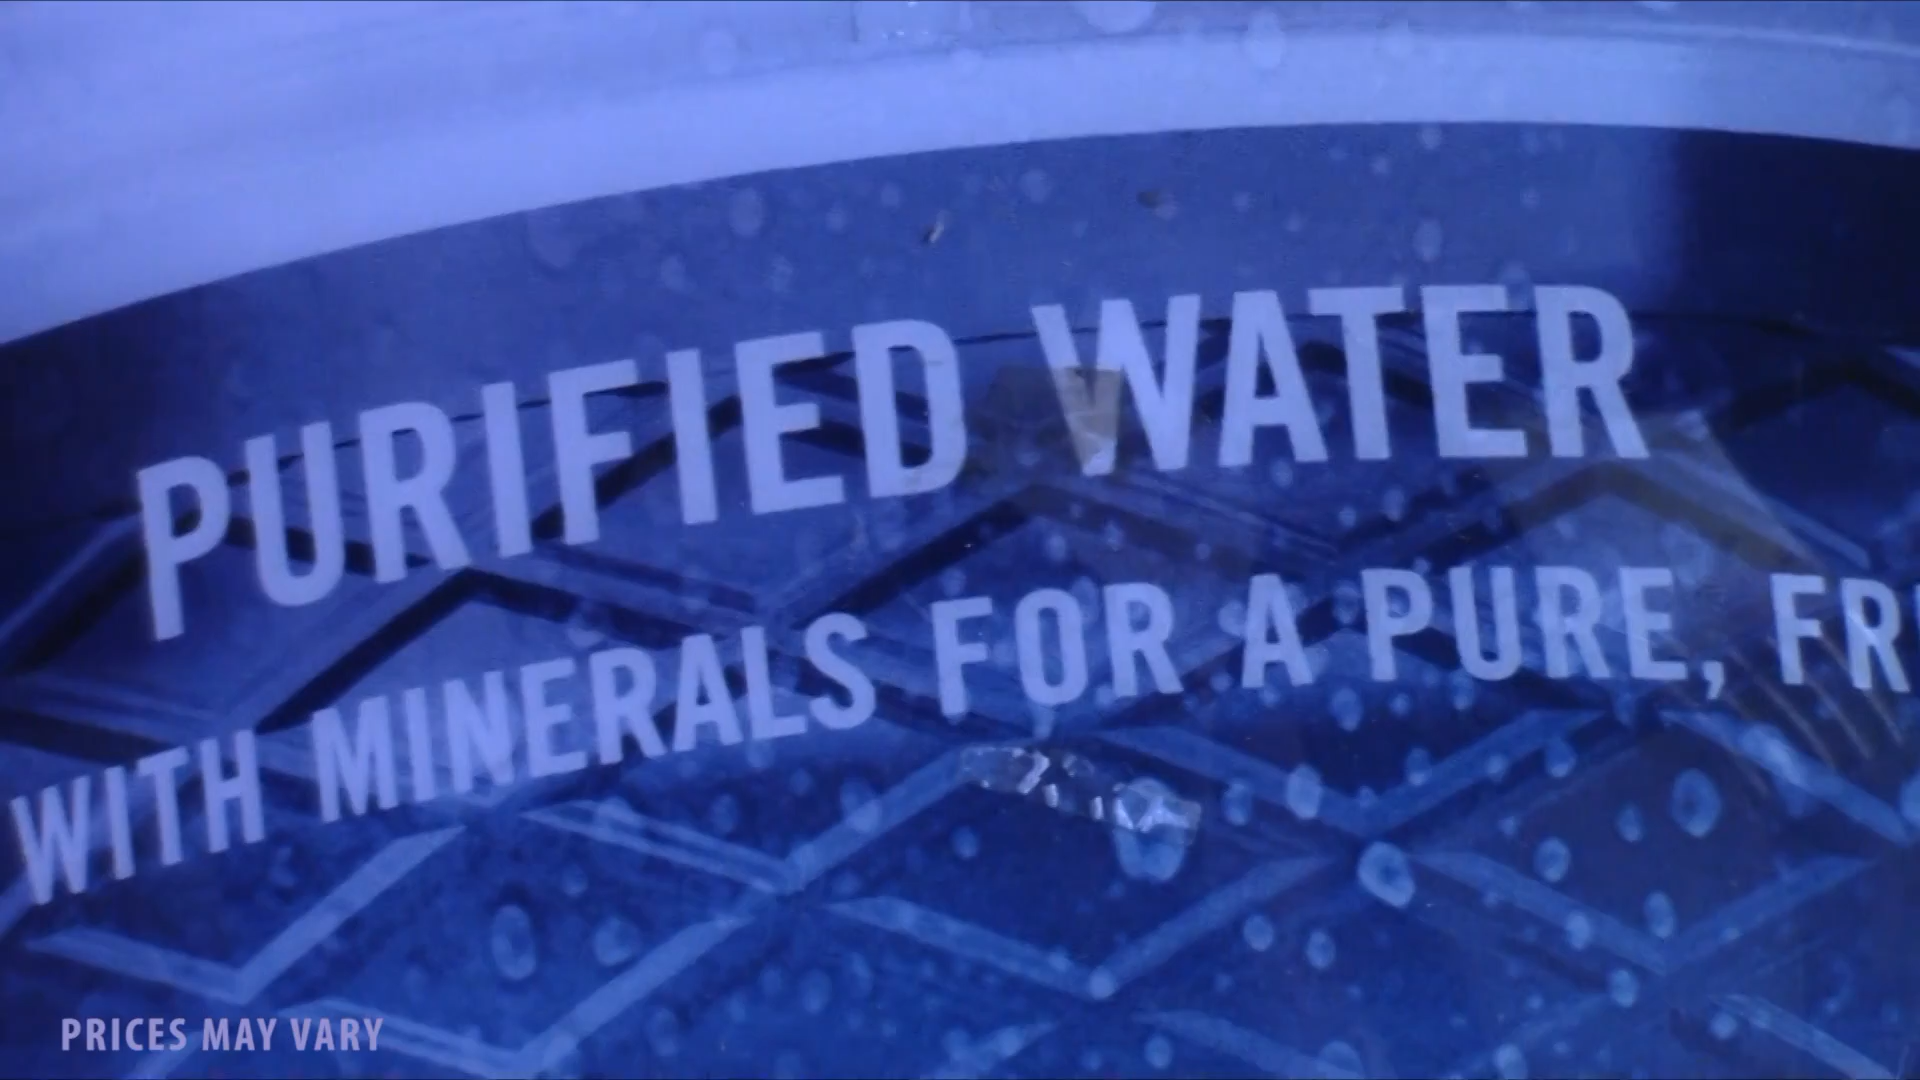 PURIFIED WATER
WITH MINERALS FOR A PURE,
PRICES MAY VARY